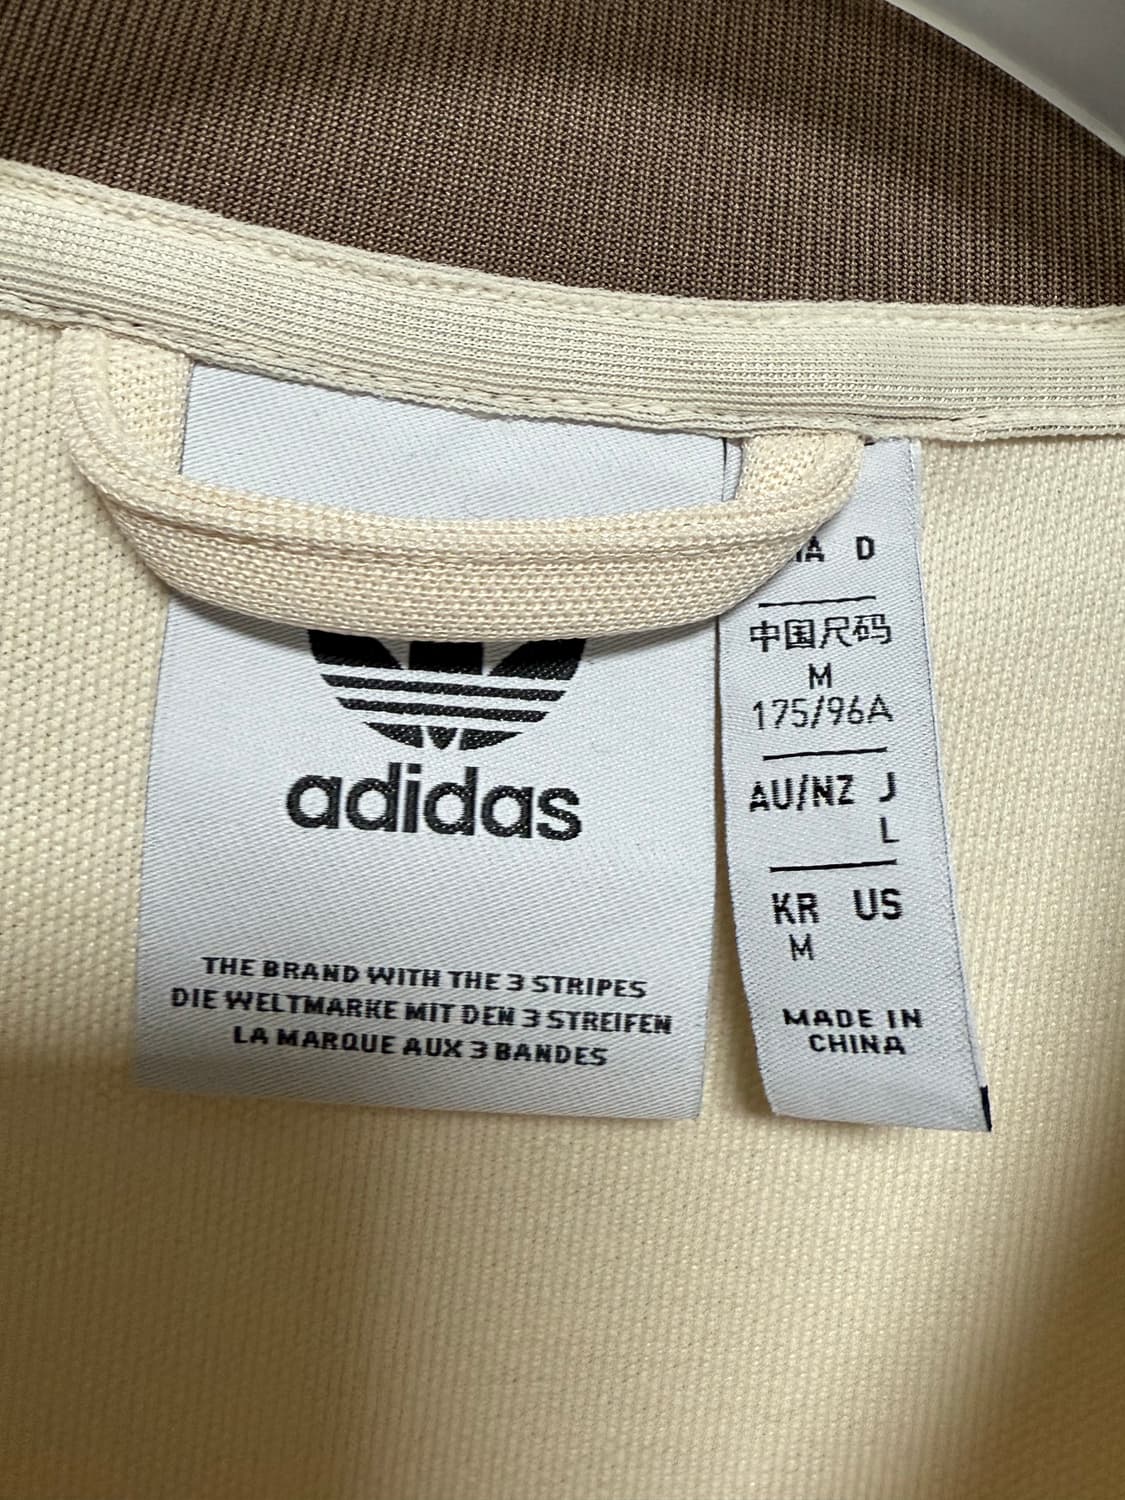 adidas
THE BRAND WITH THE 3 STRIPES
DIE WELTMARKE MIT DEN 3 STREIFEN
LA MARQUE AUX 3 BANDES
D
中国尺码
M
175/96A
AU/NZ J
L
KR US
M
MADE IN
CHINA